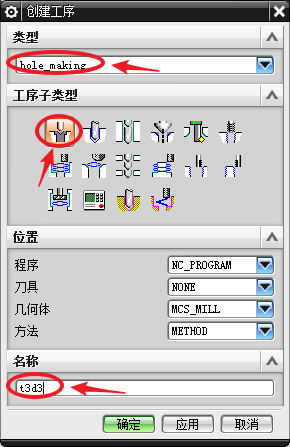 创建工序
类型
hole_making
工序子类型
位置
程序 NC_PROGRAM
刀具 NONE
几何体 MCS_MILL
方法 METHOD
名称
t3d3
确定 应用 取消